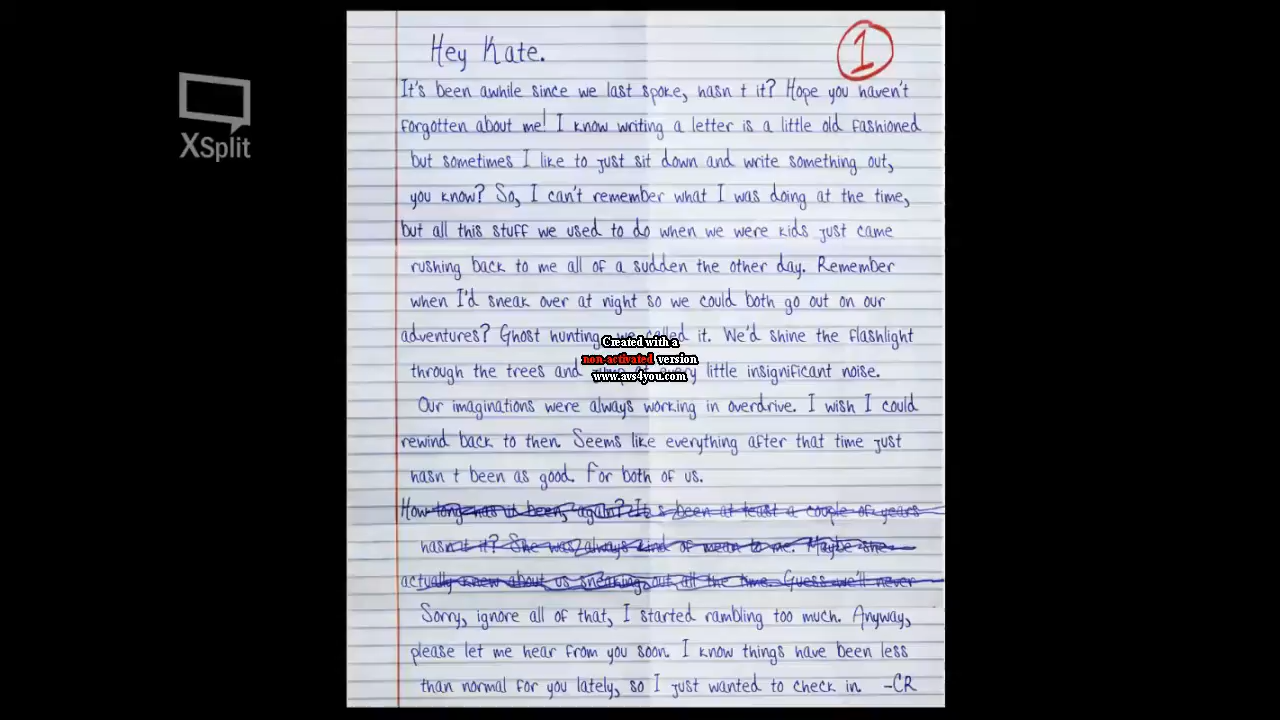 XSplit
Hey Kate.
1
It's been awhile since we last spoke, hasn t it? Hope you haven't
forgotten about me! I know writing a letter is a little old fashioned
but sometimes I like to just sit down and write something out,
you know? So, I can't remember what I was doing at the time,
but all this stuff we used to do when we were kids just came
rushing back to me all of a sudden the other day. Remember
when I'd sneak over at night so we could both go out on our
adventures? Ghost hunting, we called it. We'd shine the flashlight
through the trees and jump at every little insignificant noise.
Created with a
non-activated version
www.avs4you.com
Our imaginations were always working in overdrive. I wish I could
rewind back to then. Seems like everything after that time just
hasn t been as good. For both of us.
How long has it been, again? It s been at least a couple of years
hasn t it? She was always kind of mean to me. Maybe she
actually knew about us sneaking out all the time. Guess we'll never
Sorry, ignore all of that, I started rambling too much. Anyway,
please let me hear from you soon. I know things have been less
than normal for you lately, so I just wanted to check in. -CR